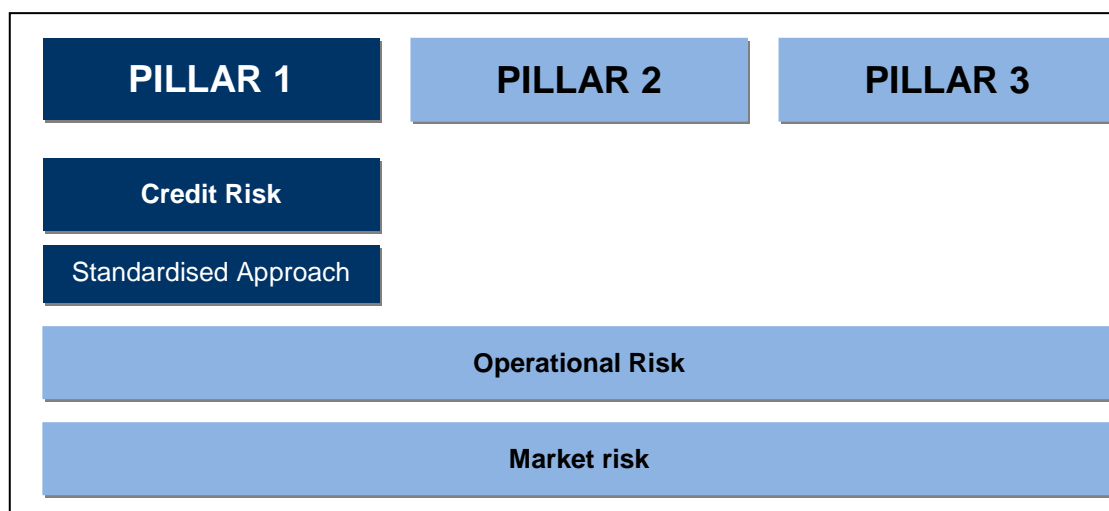 PILLAR 1
PILLAR 2
PILLAR 3
Credit Risk
Standardised Approach
Operational Risk
Market risk